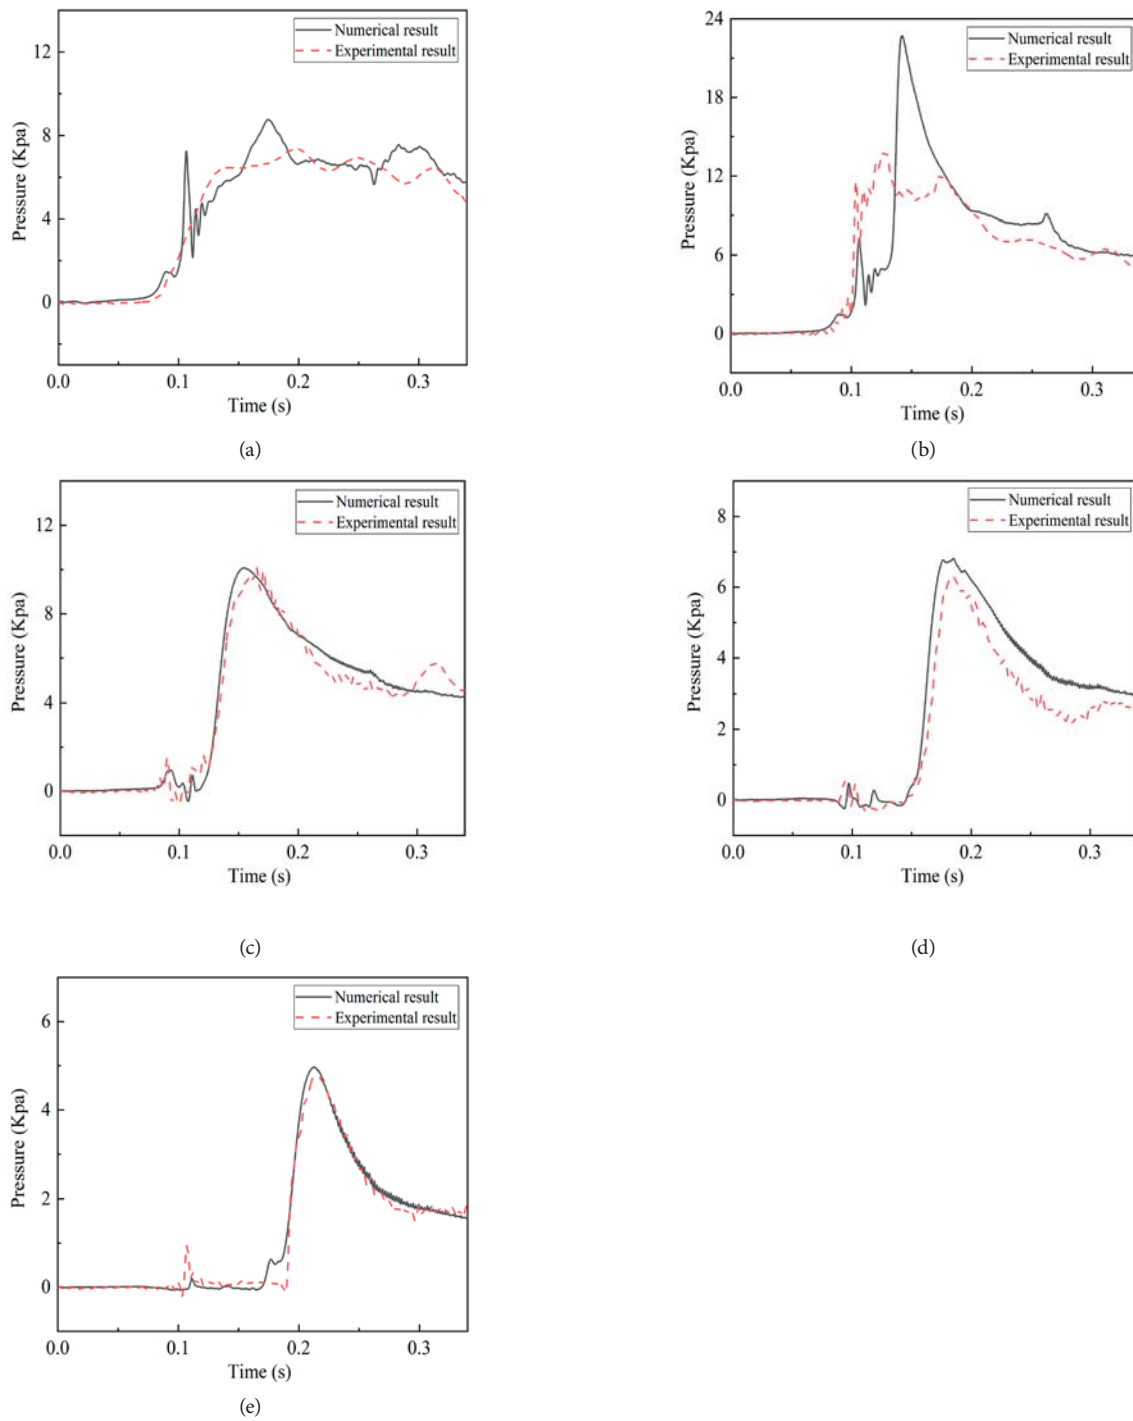 Numerical result
Experimental result
12
8
4
0
Pressure (Kpa)
0.0
0.1
0.2
0.3
Time (s)
(a)
Numerical result
Experimental result
24
18
12
6
0
Pressure (Kpa)
0.0
0.1
0.2
0.3
Time (s)
(b)
Numerical result
Experimental result
12
8
4
0
Pressure (Kpa)
0.0
0.1
0.2
0.3
Time (s)
(c)
Numerical result
Experimental result
8
6
4
2
0
Pressure (Kpa)
0.0
0.1
0.2
0.3
Time (s)
(d)
Numerical result
Experimental result
6
4
2
0
Pressure (Kpa)
0.0
0.1
0.2
0.3
Time (s)
(e)